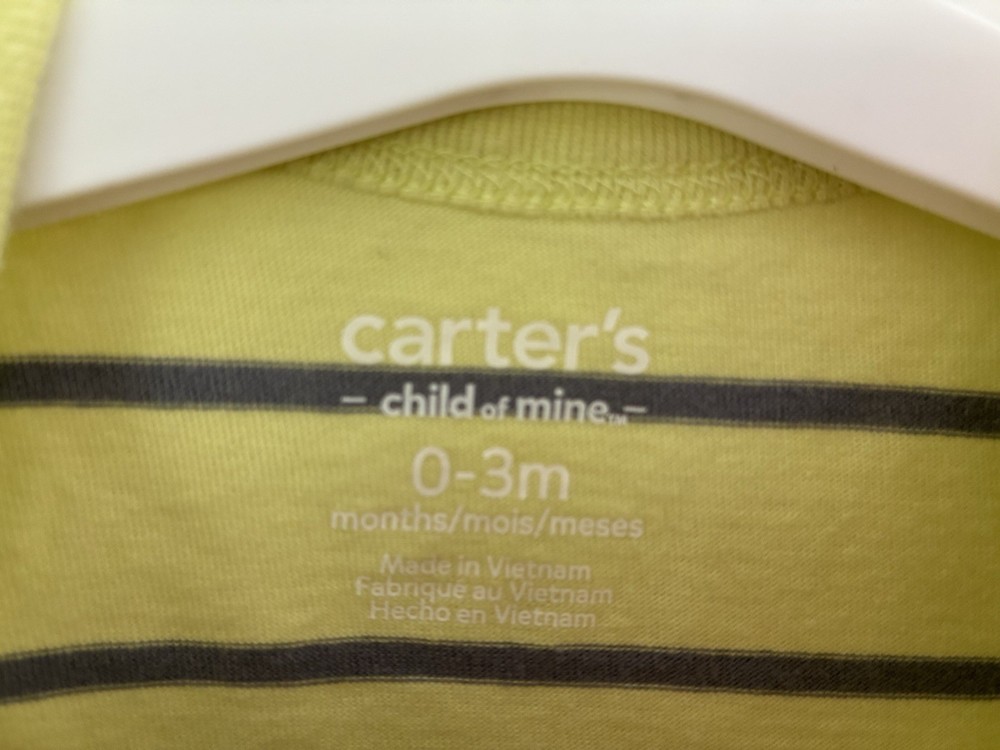 carter's
– child of mine™ –
0-3m
months/mois/meses
Made in Vietnam
Fabriqué au Vietnam
Hecho en Vietnam